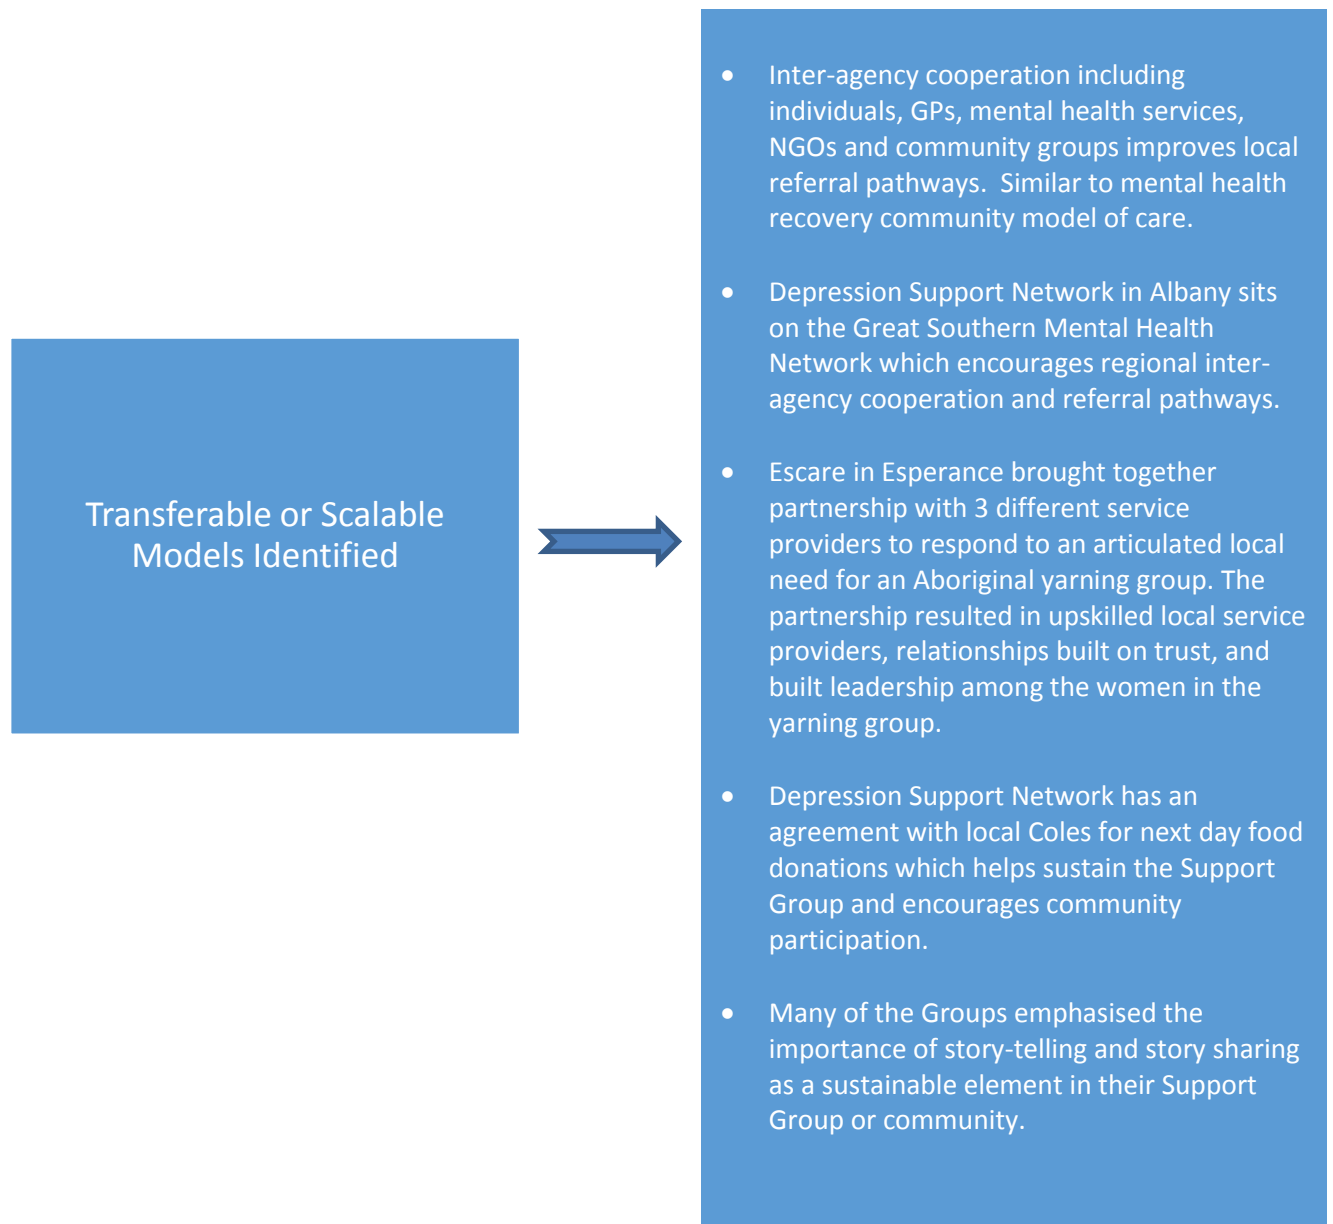 Transferable or Scalable
Models Identified
• Inter-agency cooperation including
individuals, GPs, mental health services,
NGOs and community groups improves local
referral pathways.  Similar to mental health
recovery community model of care.
• Depression Support Network in Albany sits
on the Great Southern Mental Health
Network which encourages regional inter-
agency cooperation and referral pathways.
• Escare in Esperance brought together
partnership with 3 different service
providers to respond to an articulated local
need for an Aboriginal yarning group. The
partnership resulted in upskilled local service
providers, relationships built on trust, and
built leadership among the women in the
yarning group.
• Depression Support Network has an
agreement with local Coles for next day food
donations which helps sustain the Support
Group and encourages community
participation.
• Many of the Groups emphasised the
importance of story-telling and story sharing
as a sustainable element in their Support
Group or community.